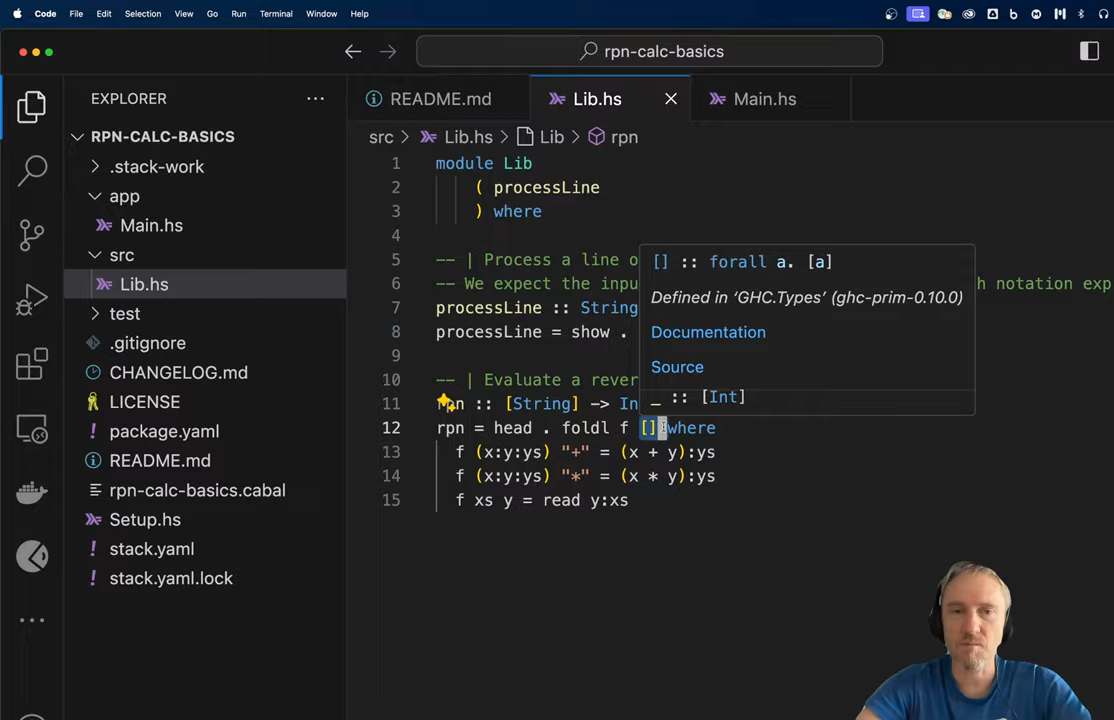 Code File Edit Selection View Go Run Terminal Window Help
rpn-calc-basics
EXPLORER
README.md Lib.hs Main.hs
RPN-CALC-BASICS
src > Lib.hs > Lib > rpn
.stack-work
app
Main.hs
src
Lib.hs
test
.gitignore
CHANGELOG.md
LICENSE
package.yaml
README.md
rpn-calc-basics.cabal
Setup.hs
stack.yaml
stack.yaml.lock
1 module Lib
2 ( processLine
3 ) where
4
5 -- | Process a line o
6 -- We expect the inpu h notation exp
7 processLine :: String
8 processLine = show .
9
10 -- | Evaluate a rever
11 rpn :: [String] -> In
12 rpn = head . foldl f [] where
13 f (x:y:ys) "+" = (x + y):ys
14 f (x:y:ys) "*" = (x * y):ys
15 f xs y = read y:xs
[] :: forall a. [a]
Defined in ‘GHC.Types’ (ghc-prim-0.10.0)
Documentation
Source
_ :: [Int]